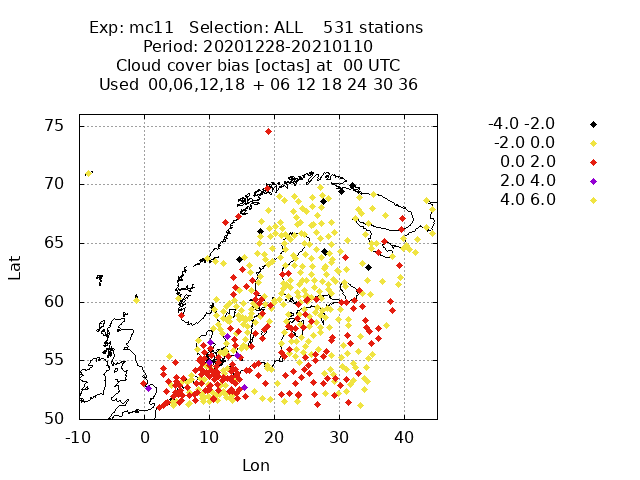 Exp: mc11 Selection: ALL 531 stations
Period: 20201228-20210110
Cloud cover bias [octas] at 00 UTC
Used 00,06,12,18 + 06 12 18 24 30 36
-4.0 -2.0
-2.0 0.0
0.0 2.0
2.0 4.0
4.0 6.0
75
70
65
60
55
50
Lat
-10 0 10 20 30 40
Lon